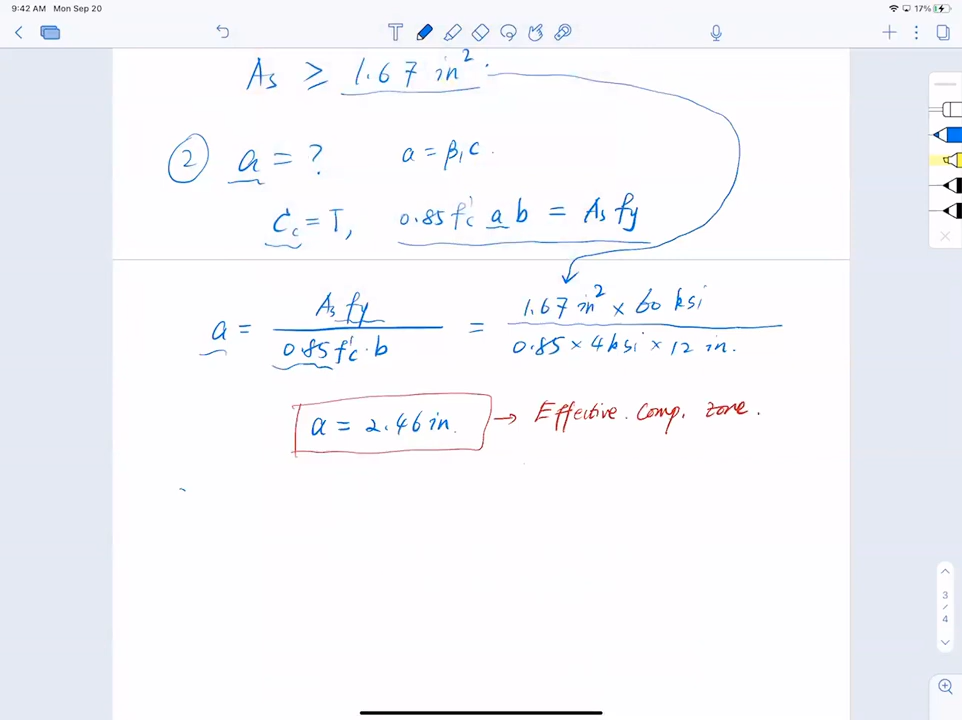 9:42 AM Mon Sep 20
17%
As ≥ 1.67 in².
② a = ? a = β₁c.
Cc = T, 0.85 f'c a b = As fy
a = As fy / 0.85 f'c · b = 1.67 in² × 60 ksi / 0.85 × 4 ksi × 12 in.
a = 2.46 in. → Effective. Comp. zone.
3
/
4